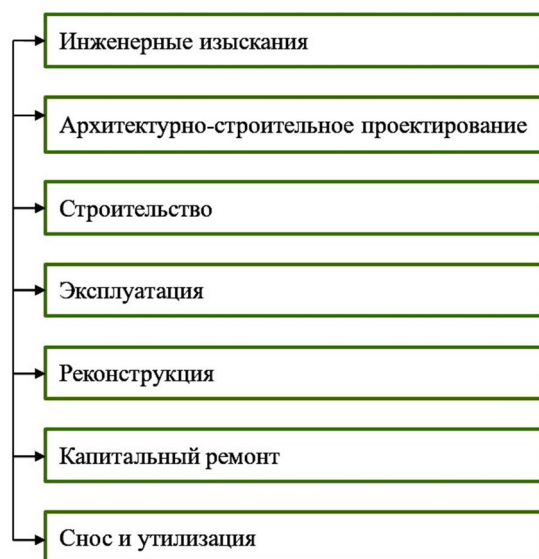 Инженерные изыскания
Архитектурно-строительное проектирование
Строительство
Эксплуатация
Реконструкция
Капитальный ремонт
Снос и утилизация